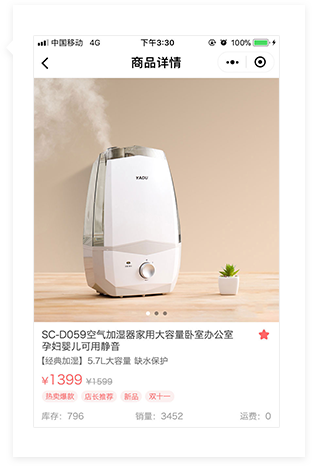 中国移动 4G 下午3:30 100%
商品详情
YADU
SC-D059空气加湿器家用大容量卧室办公室
孕妇婴儿可用静音
【经典加湿】5.7L大容量 缺水保护
¥1399 ¥1599
热卖爆款 店长推荐 新品 双十一
库存：796 销量：3452 运费：0